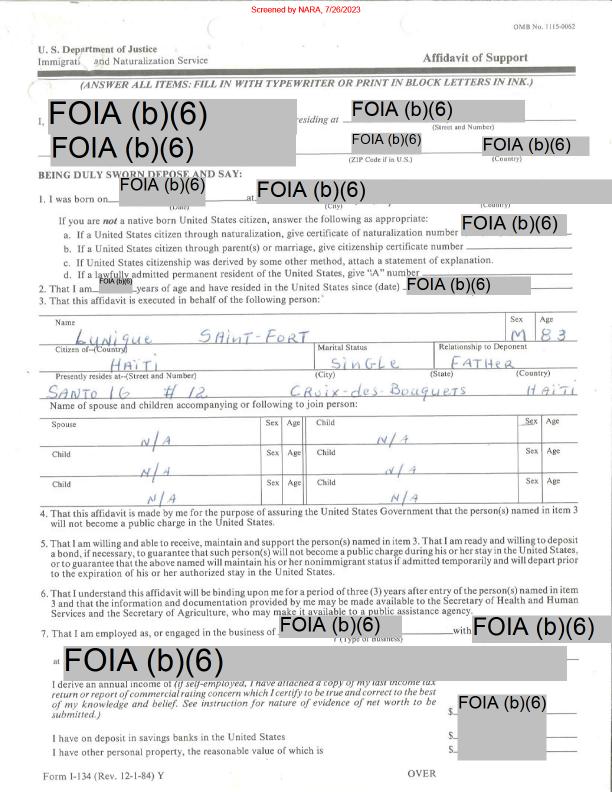 Screened by NARA, 7/26/2023
OMB No. 1115-0062
U. S. Department of Justice
Immigrati and Naturalization Service
Affidavit of Support
(ANSWER ALL ITEMS: FILL IN WITH TYPEWRITER OR PRINT IN BLOCK LETTERS IN INK.)
I, FOIA (b)(6) residing at FOIA (b)(6)
(Street and Number)
FOIA (b)(6) FOIA (b)(6) FOIA (b)(6)
(ZIP Code if in U.S.) (Country)
BEING DULY SWORN DEPOSE AND SAY:
1. I was born on FOIA (b)(6) at FOIA (b)(6)
(Date) (City) (Country)
If you are not a native born United States citizen, answer the following as appropriate:
a. If a United States citizen through naturalization, give certificate of naturalization number FOIA (b)(6)
b. If a United States citizen through parent(s) or marriage, give citizenship certificate number
c. If United States citizenship was derived by some other method, attach a statement of explanation.
d. If a lawfully admitted permanent resident of the United States, give "A" number
2. That I am FOIA (b)(6) years of age and have resided in the United States since (date) FOIA (b)(6)
3. That this affidavit is executed in behalf of the following person:
Name Sex Age
Lunique SAINT-FORT M 83
Citizen of--(Country) Marital Status Relationship to Deponent
HAITI SINGLE FATHER
Presently resides at--(Street and Number) (City) (State) (Country)
SANTO 16 # 12 CROIX-des-BOUQUETS HAITI
Name of spouse and children accompanying or following to join person:
Spouse Sex Age Child Sex Age
N/A N/A
Child Sex Age Child Sex Age
N/A N/A
Child Sex Age Child Sex Age
N/A N/A
4. That this affidavit is made by me for the purpose of assuring the United States Government that the person(s) named in item 3
will not become a public charge in the United States.
5. That I am willing and able to receive, maintain and support the person(s) named in item 3. That I am ready and willing to deposit
a bond, if necessary, to guarantee that such person(s) will not become a public charge during his or her stay in the United States,
or to guarantee that the above named will maintain his or her nonimmigrant status if admitted temporarily and will depart
prior to the expiration of his or her authorized stay in the United States.
6. That I understand this affidavit will be binding upon me for a period of three (3) years after entry of the person(s) named in item
3 and that the information and documentation provided by me may be made available to the Secretary of Health and Human
Services and the Secretary of Agriculture, who may make it available to a public assistance agency.
7. That I am employed as, or engaged in the business of FOIA (b)(6) with FOIA (b)(6)
(Type of Business)
at FOIA (b)(6)
I derive an annual income of (if self-employed, I have attached a copy of my last income tax
return or report of commercial rating concern which I certify to be true and correct to the best
of my knowledge and belief. See instruction for nature of evidence of net worth to be
submitted.) $ FOIA (b)(6)
I have on deposit in savings banks in the United States $
I have other personal property, the reasonable value of which is $
Form I-134 (Rev. 12-1-84) Y OVER